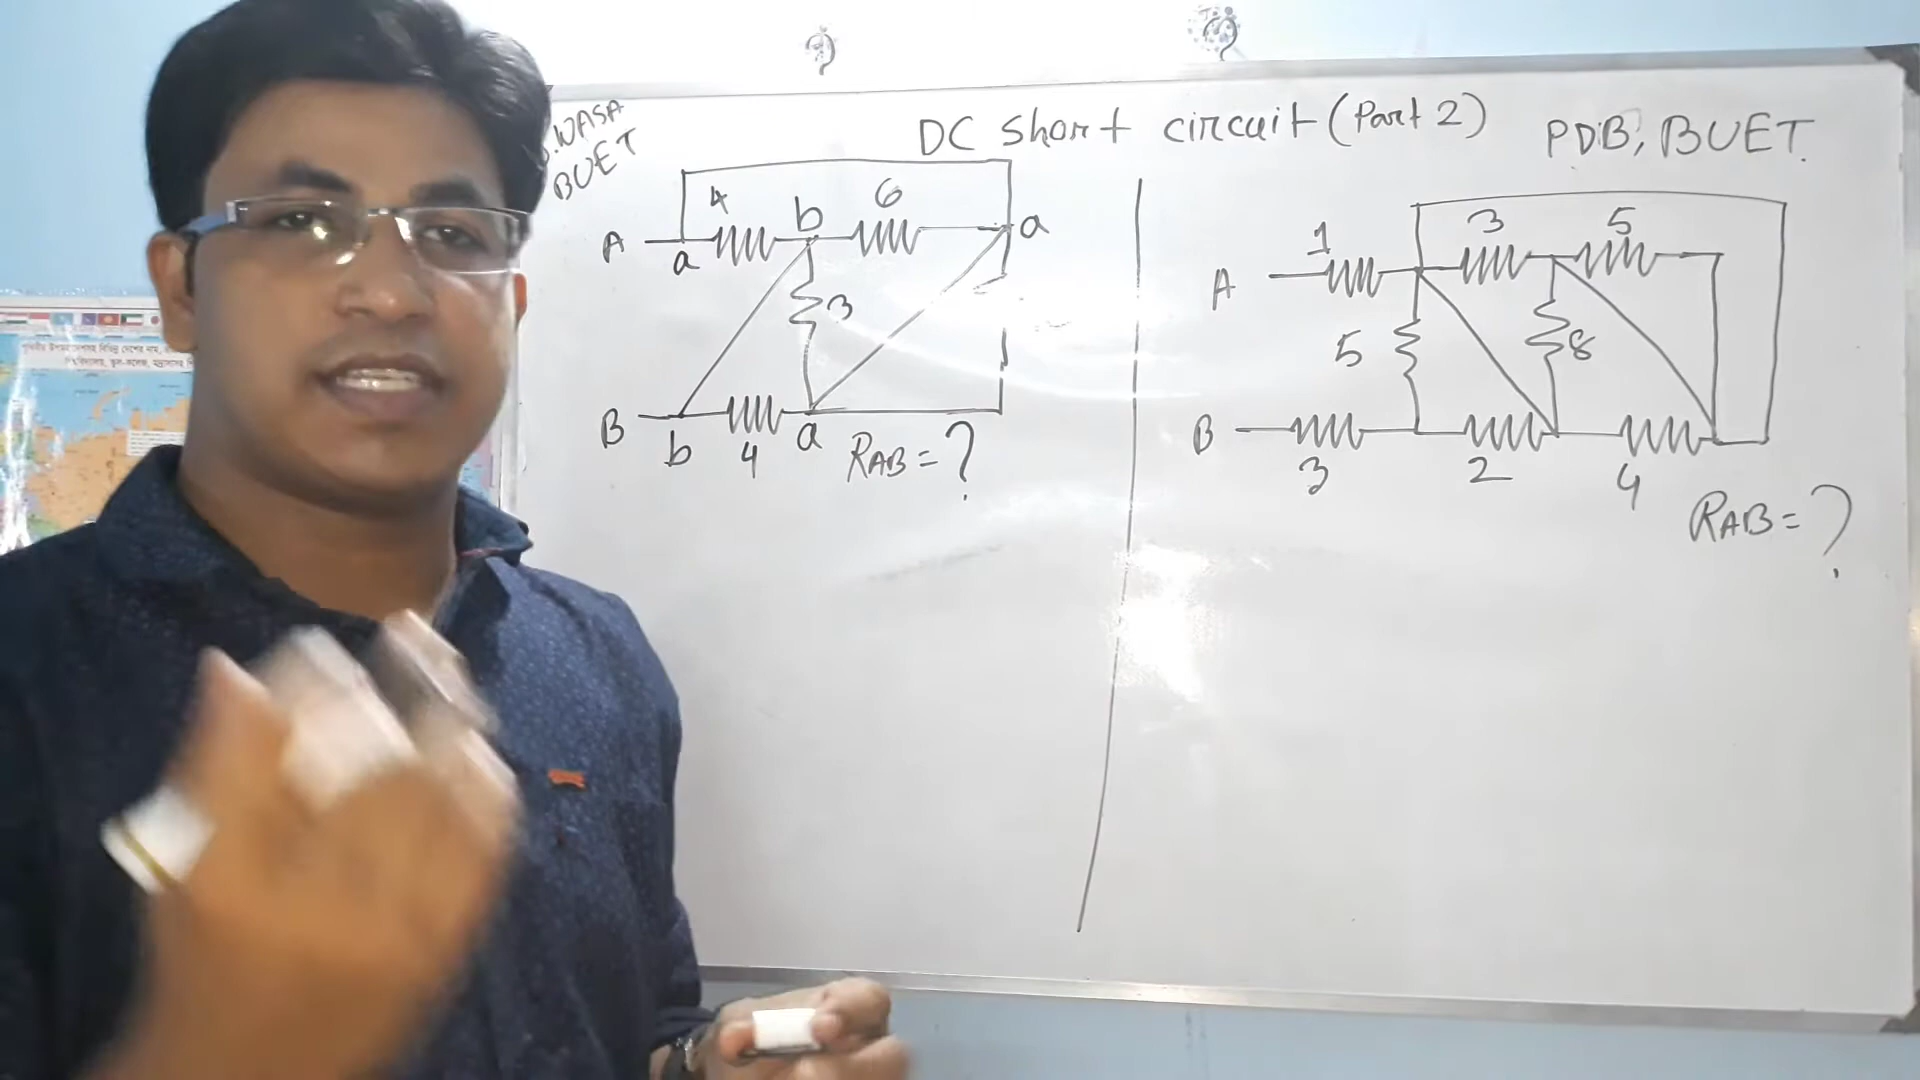 WASA
BUET
DC short circuit (Part 2)
PDB, BUET.
4
b
6
A
a
a
3
B
b
4
a
RAB = ?
1
3
5
A
5
8
B
3
2
4
RAB = ?